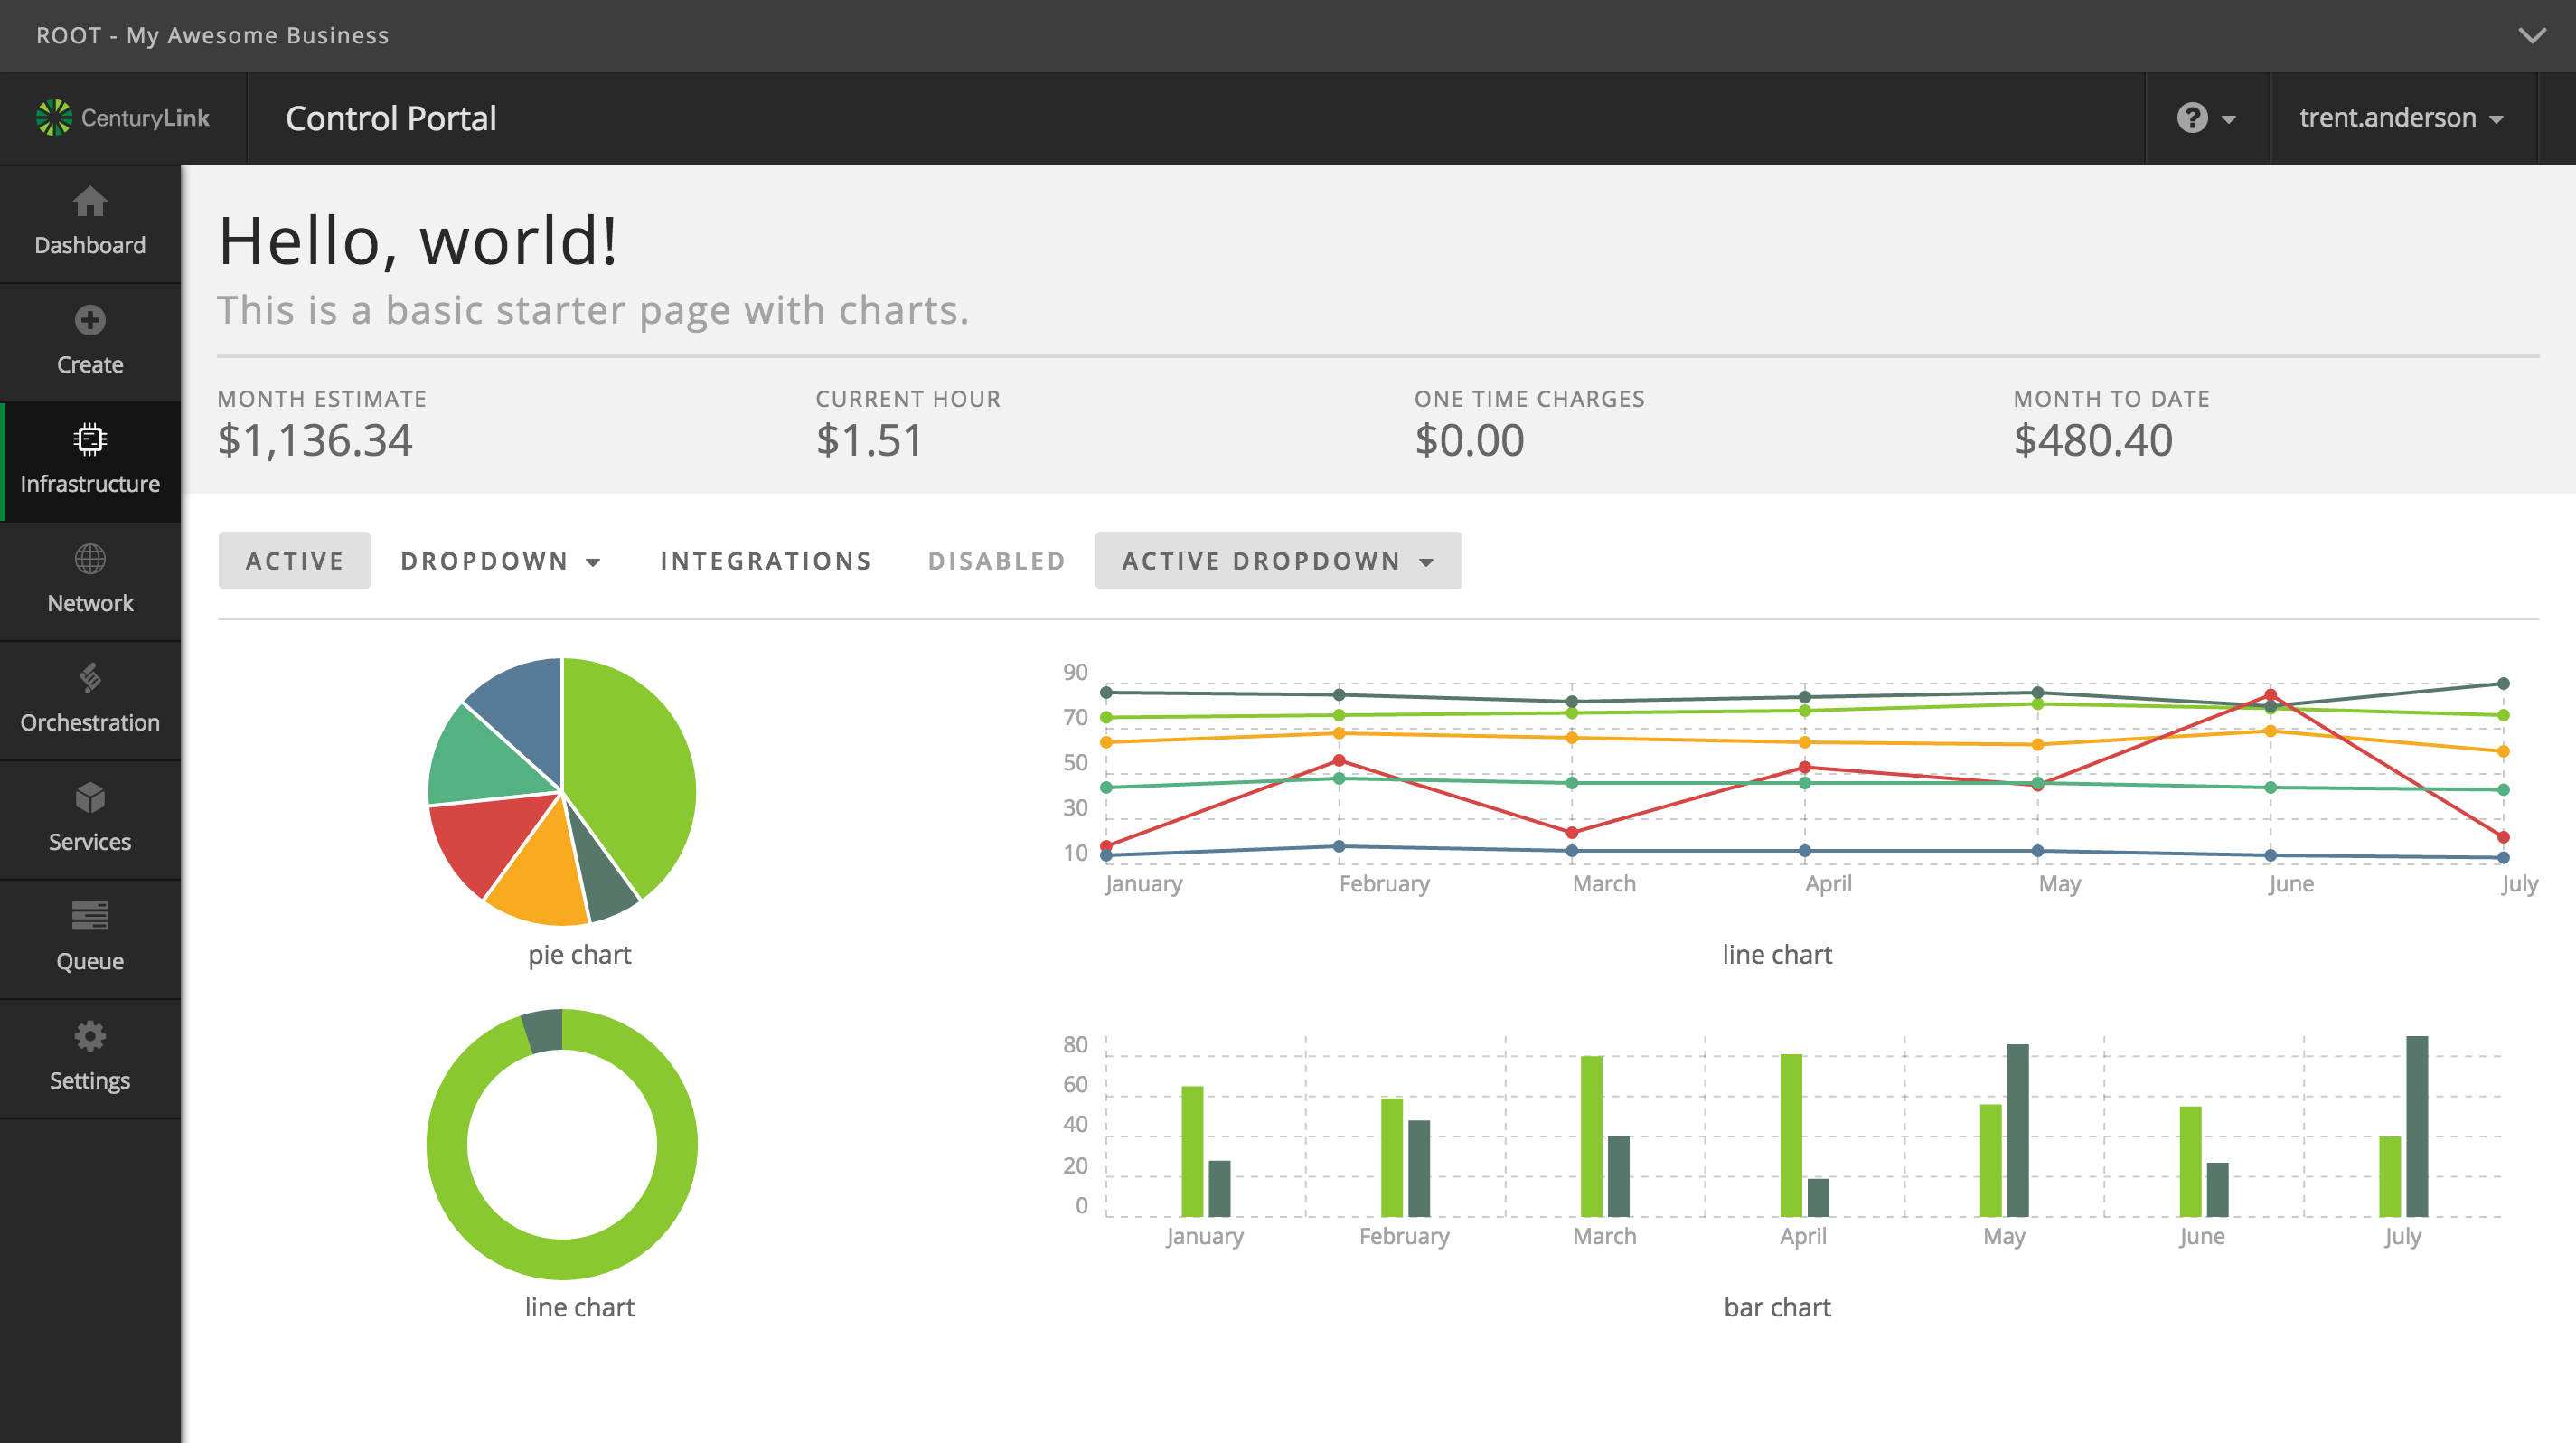 ROOT - My Awesome Business
CenturyLink
Control Portal
?
trent.anderson
Dashboard
Create
Infrastructure
Network
Orchestration
Services
Queue
Settings
Hello, world!
This is a basic starter page with charts.
MONTH ESTIMATE
$1,136.34
CURRENT HOUR
$1.51
ONE TIME CHARGES
$0.00
MONTH TO DATE
$480.40
ACTIVE DROPDOWN INTEGRATIONS DISABLED ACTIVE DROPDOWN
pie chart
90
70
50
30
10
January February March April May June July
line chart
line chart
80
60
40
20
0
January February March April May June July
bar chart